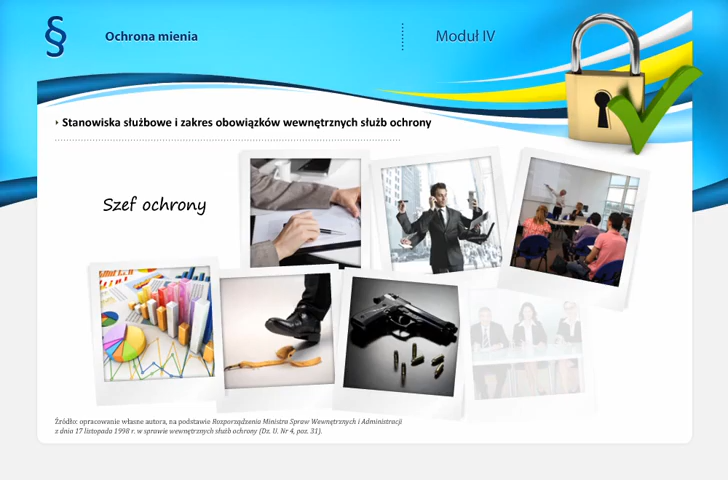 §
Ochrona mienia
Moduł IV
Stanowiska służbowe i zakres obowiązków wewnętrznych służb ochrony
Szef ochrony
Źródło: opracowanie własne autora, na podstawie Rozporządzenia Ministra Spraw Wewnętrznych i Administracji
z dnia 17 listopada 1998 r. w sprawie wewnętrznych służb ochrony (Dz. U. Nr 4, poz. 31).